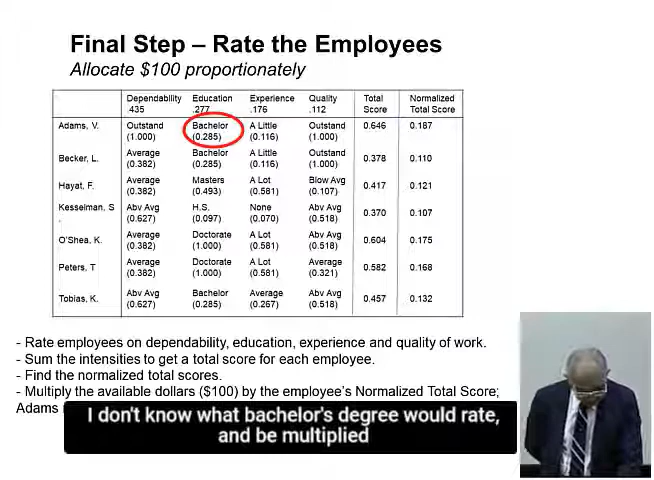 Final Step – Rate the Employees
Allocate $100 proportionately
Dependability Education Experience Quality Total Normalized
.435 .277 .176 .112 Score Total Score
Adams, V. Outstand Bachelor A Little Outstand 0.646 0.187
(1.000) (0.285) (0.116) (1.000)
Becker, L. Average Bachelor A Little Outstand 0.378 0.110
(0.382) (0.285) (0.116) (1.000)
Hayat, F. Average Masters A Lot Blow Avg 0.417 0.121
(0.382) (0.493) (0.581) (0.107)
Kesselman, S Abv Avg H.S. None Abv Avg 0.370 0.107
. (0.627) (0.097) (0.070) (0.518)
O'Shea, K. Average Doctorate A Lot Abv Avg 0.604 0.175
(0.382) (1.000) (0.581) (0.518)
Peters, T Average Doctorate A Lot Average 0.582 0.168
(0.382) (1.000) (0.581) (0.321)
Tobias, K. Abv Avg Bachelor Average Abv Avg 0.457 0.132
(0.627) (0.285) (0.267) (0.518)
- Rate employees on dependability, education, experience and quality of work.
- Sum the intensities to get a total score for each employee.
- Find the normalized total scores.
- Multiply the available dollars ($100) by the employee's Normalized Total Score;
Adams
I don't know what bachelor's degree would rate,
and be multiplied